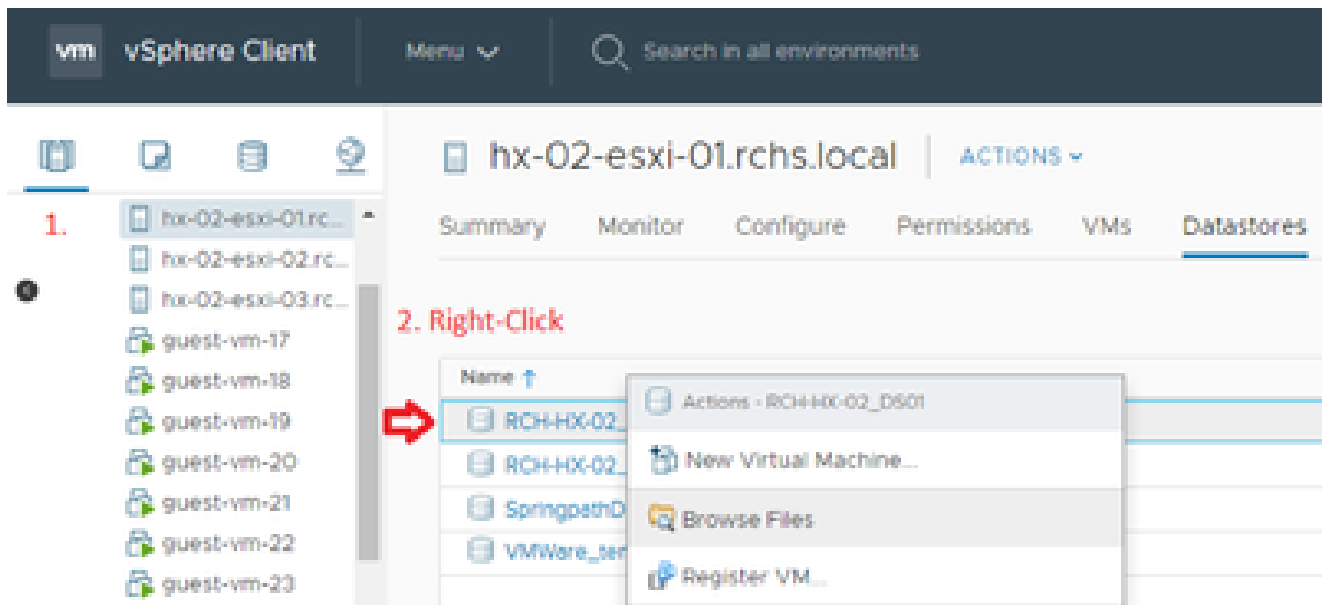 vm vSphere Client Menu Search in all environments
hx-02-esxi-01.rchs.local ACTIONS
Summary Monitor Configure Permissions VMs Datastores
1.
hx-02-esxi-01.rc...
hx-02-esxi-02.rc...
hx-02-esxi-03.rc...
guest-vm-17
guest-vm-18
guest-vm-19
guest-vm-20
guest-vm-21
guest-vm-22
guest-vm-23
2. Right-Click
Name
RCH-HX-02_
RCH-HX-02_
SpringpathD
VMWare_ter
Actions - RCH-HX-02_DS01
New Virtual Machine...
Browse Files
Register VM...